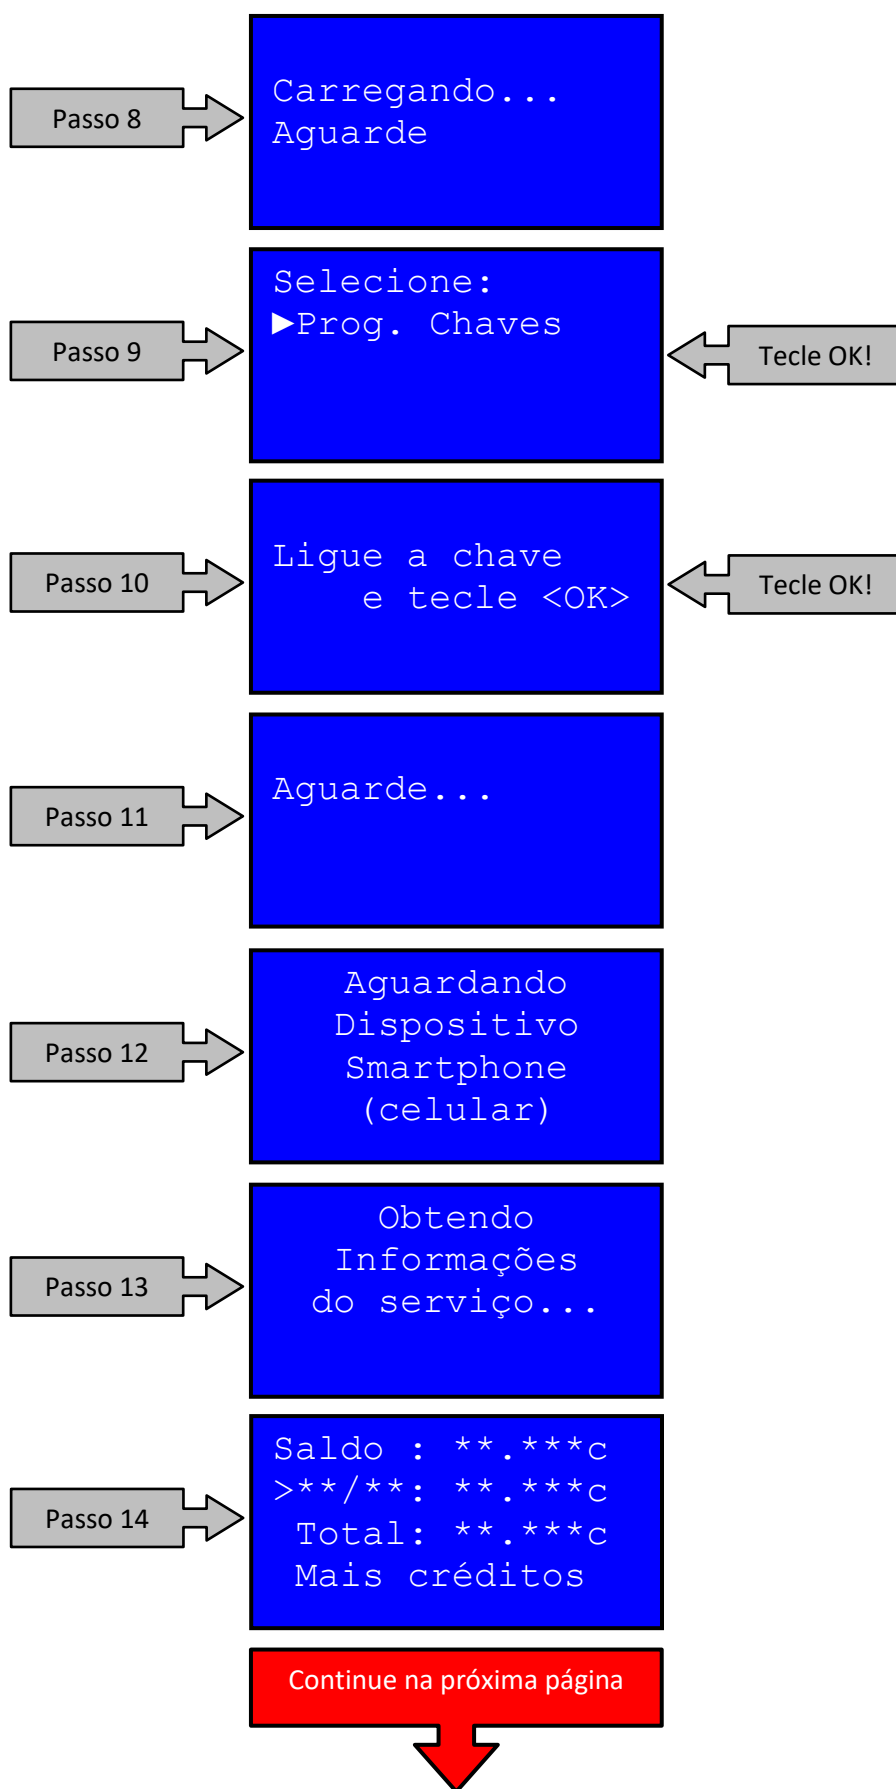 Passo 8
Carregando...
Aguarde
Passo 9
Selecione:
►Prog. Chaves
Tecle OK!
Passo 10
Ligue a chave
e tecle <OK>
Tecle OK!
Passo 11
Aguarde...
Passo 12
Aguardando
Dispositivo
Smartphone
(celular)
Passo 13
Obtendo
Informações
do serviço...
Passo 14
Saldo : **.***c
>**/**: **.***c
Total: **.***c
Mais créditos
Continue na próxima página